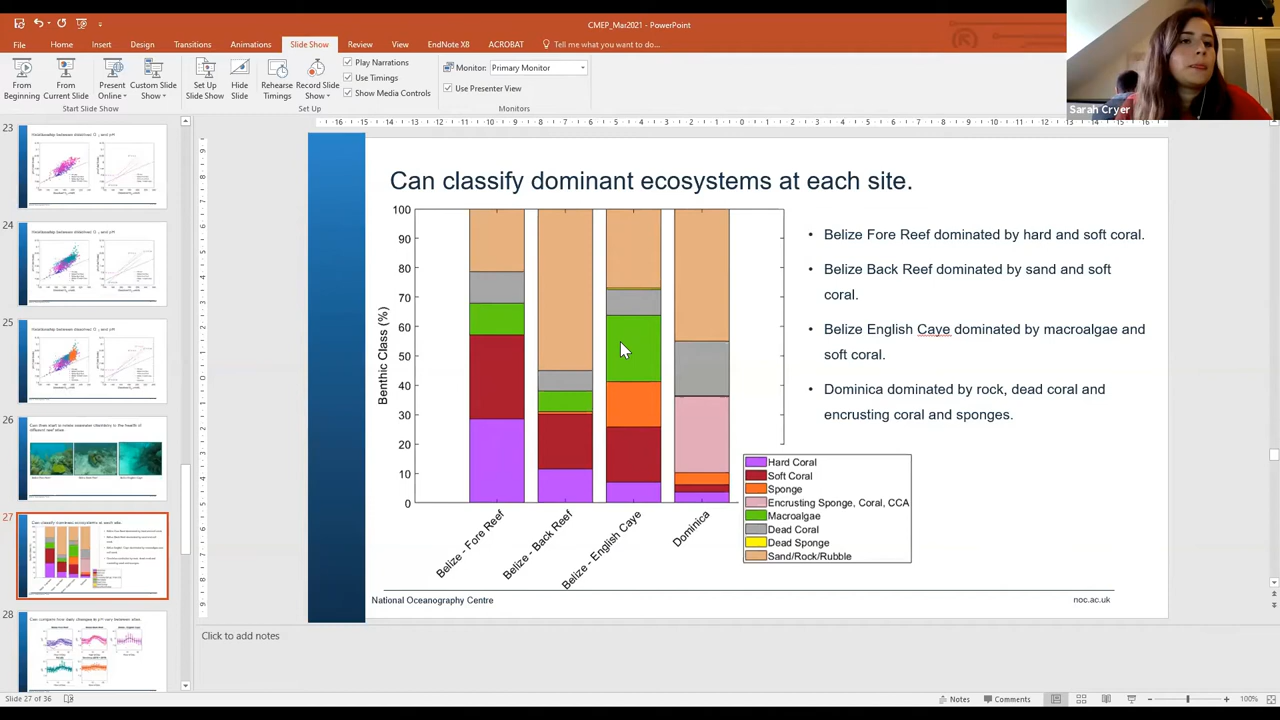 CMEP_Mar2021 - PowerPoint
File Home Insert Design Transitions Animations Slide Show Review View EndNote X8 ACROBAT Tell me what you want to do...
From Beginning
From Current Slide
Present Online
Custom Slide Show
Start Slide Show
Set Up Slide Show
Hide Slide
Rehearse Timings
Record Slide Show
Play Narrations
Use Timings
Show Media Controls
Set Up
Monitor: Primary Monitor
Use Presenter View
Monitors
Sarah Cryer
23
24
25
26
27
28
Can classify dominant ecosystems at each site.
Benthic Class (%)
100
90
80
70
60
50
40
30
20
10
0
Belize - Fore Reef
Belize - Back Reef
Belize - English Caye
Dominica
• Belize Fore Reef dominated by hard and soft coral.
• Belize Back Reef dominated by sand and soft
coral.
• Belize English Caye dominated by macroalgae and
soft coral.
• Dominica dominated by rock, dead coral and
encrusting coral and sponges.
Hard Coral
Soft Coral
Sponge
Encrusting Sponge, Coral, CCA
Macroalgae
Dead Coral
Dead Sponge
Sand/Rock/Rubble
National Oceanography Centre
noc.ac.uk
Click to add notes
Slide 27 of 36
Notes
Comments
100%